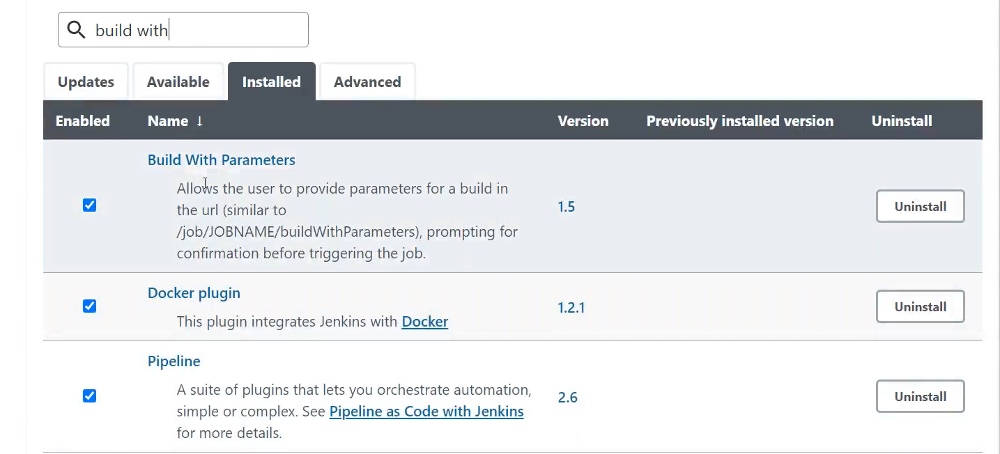 build with
Updates Available Installed Advanced
Enabled Name ↓ Version Previously installed version Uninstall
Build With Parameters
Allows the user to provide parameters for a build in
the url (similar to
/job/JOBNAME/buildWithParameters), prompting for
confirmation before triggering the job.
1.5 Uninstall
Docker plugin
This plugin integrates Jenkins with Docker
1.2.1 Uninstall
Pipeline
A suite of plugins that lets you orchestrate automation,
simple or complex. See Pipeline as Code with Jenkins
for more details.
2.6 Uninstall